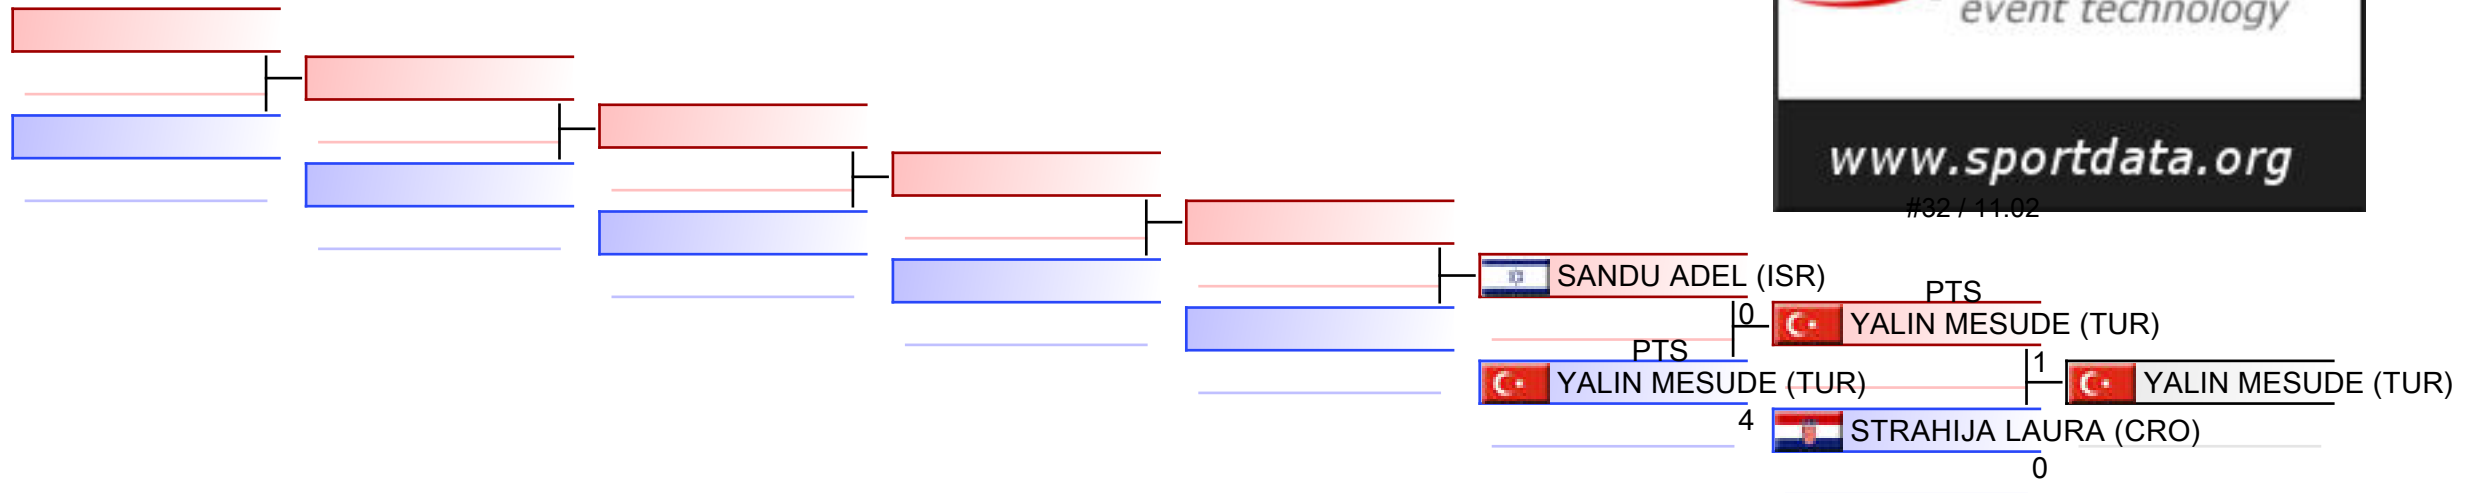 event technology
www.sportdata.org
#32 / 11.02
SANDU ADEL (ISR)
0
PTS
YALIN MESUDE (TUR)
4
PTS
YALIN MESUDE (TUR)
1
STRAHIJA LAURA (CRO)
0
YALIN MESUDE (TUR)